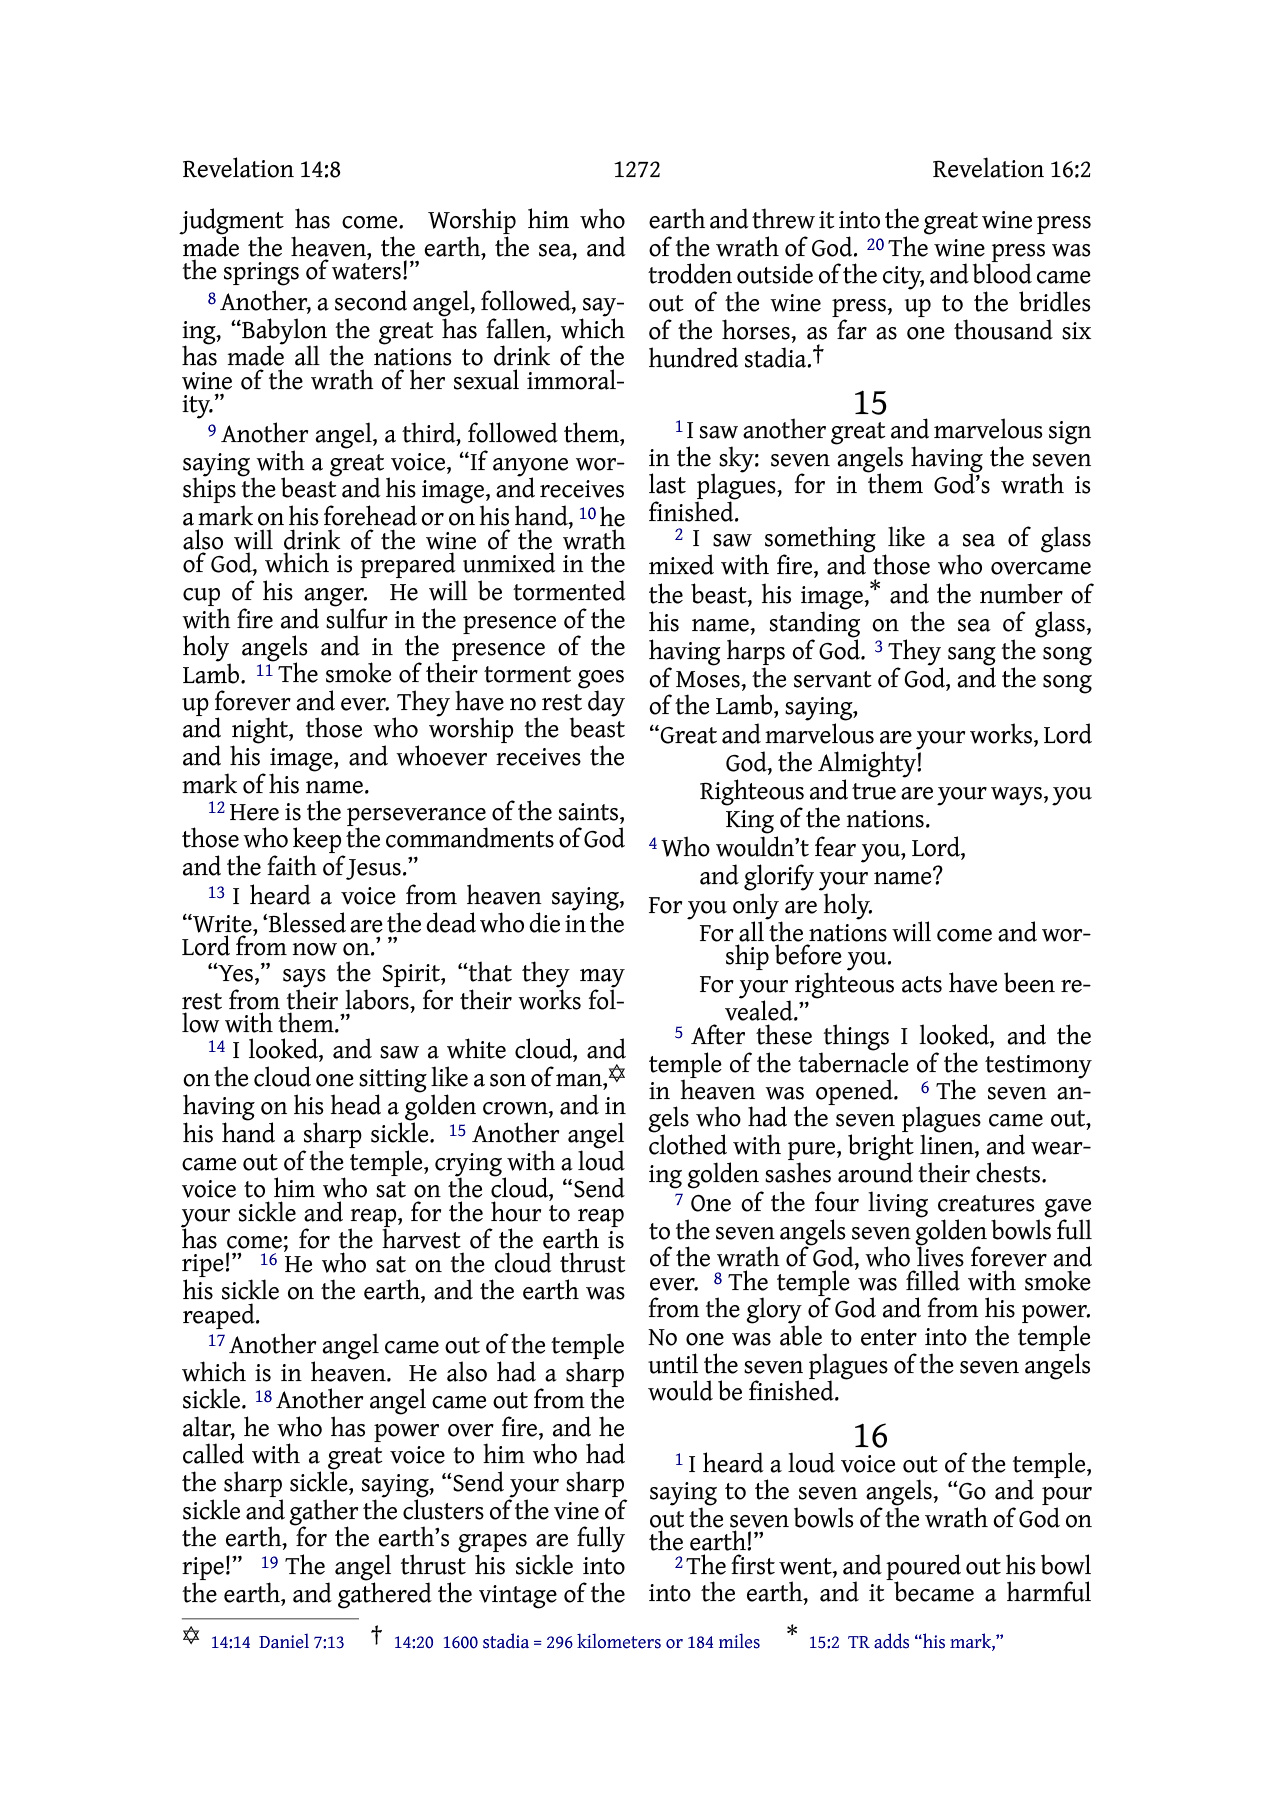 Revelation 14:8 1272 Revelation 16:2
judgment has come. Worship him who
made the heaven, the earth, the sea, and
the springs of waters!”
8 Another, a second angel, followed, say-
ing, “Babylon the great has fallen, which
has made all the nations to drink of the
wine of the wrath of her sexual immoral-
ity.”
9 Another angel, a third, followed them,
saying with a great voice, “If anyone wor-
ships the beast and his image, and receives
a mark on his forehead or on his hand, 10 he
also will drink of the wine of the wrath
of God, which is prepared unmixed in the
cup of his anger. He will be tormented
with fire and sulfur in the presence of the
holy angels and in the presence of the
Lamb. 11 The smoke of their torment goes
up forever and ever. They have no rest day
and night, those who worship the beast
and his image, and whoever receives the
mark of his name.
12 Here is the perseverance of the saints,
those who keep the commandments of God
and the faith of Jesus.”
13 I heard a voice from heaven saying,
“Write, ‘Blessed are the dead who die in the
Lord from now on.’ ”
“Yes,” says the Spirit, “that they may
rest from their labors, for their works fol-
low with them.”
14 I looked, and saw a white cloud, and
on the cloud one sitting like a son of man,✡
having on his head a golden crown, and in
his hand a sharp sickle. 15 Another angel
came out of the temple, crying with a loud
voice to him who sat on the cloud, “Send
your sickle and reap, for the hour to reap
has come; for the harvest of the earth is
ripe!” 16 He who sat on the cloud thrust
his sickle on the earth, and the earth was
reaped.
17 Another angel came out of the temple
which is in heaven. He also had a sharp
sickle. 18 Another angel came out from the
altar, he who has power over fire, and he
called with a great voice to him who had
the sharp sickle, saying, “Send your sharp
sickle and gather the clusters of the vine of
the earth, for the earth’s grapes are fully
ripe!” 19 The angel thrust his sickle into
the earth, and gathered the vintage of the
earth and threw it into the great wine press
of the wrath of God. 20 The wine press was
trodden outside of the city, and blood came
out of the wine press, up to the bridles
of the horses, as far as one thousand six
hundred stadia.†
15
1 I saw another great and marvelous sign
in the sky: seven angels having the seven
last plagues, for in them God’s wrath is
finished.
2 I saw something like a sea of glass
mixed with fire, and those who overcame
the beast, his image,* and the number of
his name, standing on the sea of glass,
having harps of God. 3 They sang the song
of Moses, the servant of God, and the song
of the Lamb, saying,
“Great and marvelous are your works, Lord
God, the Almighty!
Righteous and true are your ways, you
King of the nations.
4 Who wouldn’t fear you, Lord,
and glorify your name?
For you only are holy.
For all the nations will come and wor-
ship before you.
For your righteous acts have been re-
vealed.”
5 After these things I looked, and the
temple of the tabernacle of the testimony
in heaven was opened. 6 The seven an-
gels who had the seven plagues came out,
clothed with pure, bright linen, and wear-
ing golden sashes around their chests.
7 One of the four living creatures gave
to the seven angels seven golden bowls full
of the wrath of God, who lives forever and
ever. 8 The temple was filled with smoke
from the glory of God and from his power.
No one was able to enter into the temple
until the seven plagues of the seven angels
would be finished.
16
1 I heard a loud voice out of the temple,
saying to the seven angels, “Go and pour
out the seven bowls of the wrath of God on
the earth!”
2 The first went, and poured out his bowl
into the earth, and it became a harmful
✡ 14:14 Daniel 7:13 † 14:20 1600 stadia = 296 kilometers or 184 miles * 15:2 TR adds “his mark,”